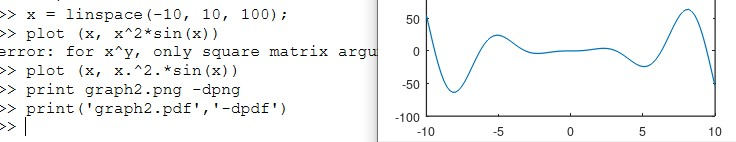 >> x = linspace(-10, 10, 100);
>> plot (x, x^2*sin(x))
error: for x^y, only square matrix argu
>> plot (x, x.^2.*sin(x))
>> print graph2.png -dpng
>> print('graph2.pdf','-dpdf')
>>
50
0
-50
-100
-10 -5 0 5 10